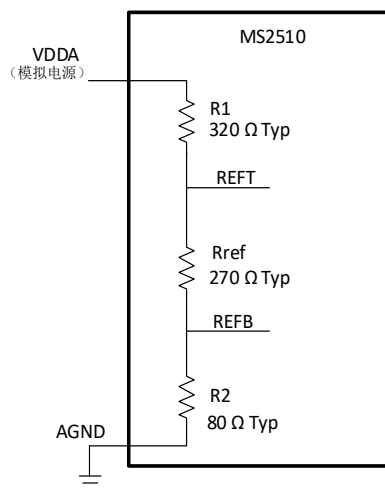 MS2510
VDDA
（模拟电源）
R1
320 Ω Typ
REFT
Rref
270 Ω Typ
REFB
R2
80 Ω Typ
AGND